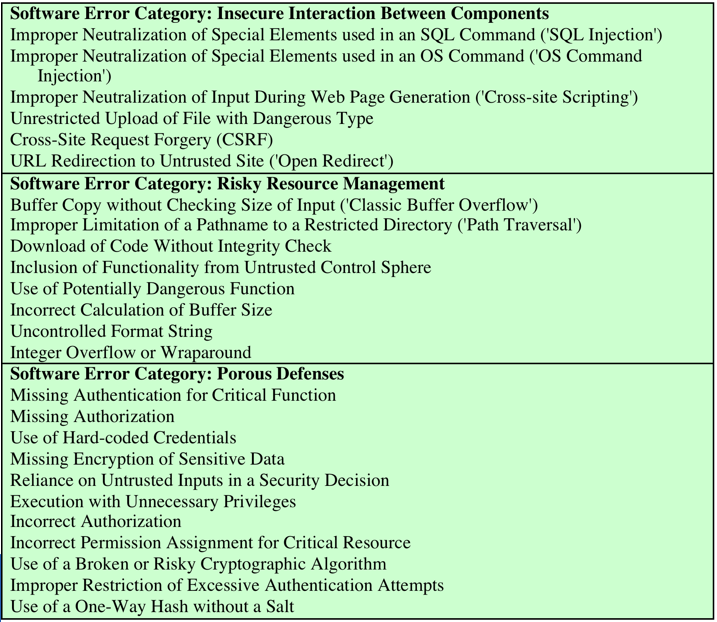 Software Error Category: Insecure Interaction Between Components
Improper Neutralization of Special Elements used in an SQL Command ('SQL Injection')
Improper Neutralization of Special Elements used in an OS Command ('OS Command
Injection')
Improper Neutralization of Input During Web Page Generation ('Cross-site Scripting')
Unrestricted Upload of File with Dangerous Type
Cross-Site Request Forgery (CSRF)
URL Redirection to Untrusted Site ('Open Redirect')
Software Error Category: Risky Resource Management
Buffer Copy without Checking Size of Input ('Classic Buffer Overflow')
Improper Limitation of a Pathname to a Restricted Directory ('Path Traversal')
Download of Code Without Integrity Check
Inclusion of Functionality from Untrusted Control Sphere
Use of Potentially Dangerous Function
Incorrect Calculation of Buffer Size
Uncontrolled Format String
Integer Overflow or Wraparound
Software Error Category: Porous Defenses
Missing Authentication for Critical Function
Missing Authorization
Use of Hard-coded Credentials
Missing Encryption of Sensitive Data
Reliance on Untrusted Inputs in a Security Decision
Execution with Unnecessary Privileges
Incorrect Authorization
Incorrect Permission Assignment for Critical Resource
Use of a Broken or Risky Cryptographic Algorithm
Improper Restriction of Excessive Authentication Attempts
Use of a One-Way Hash without a Salt